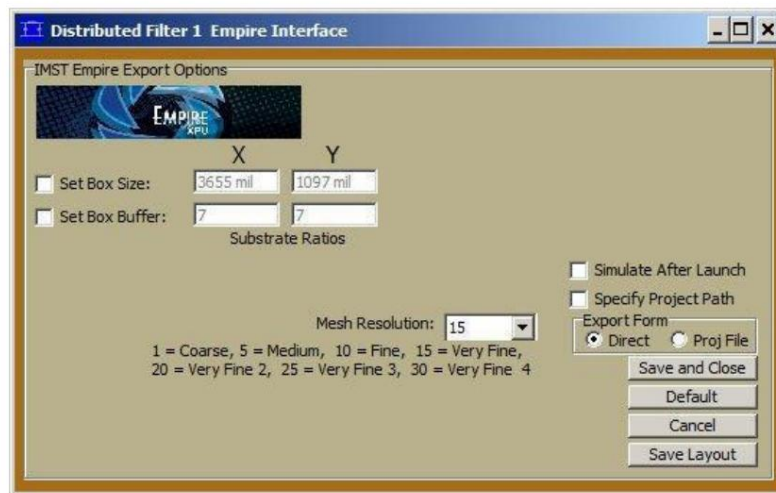 Distributed Filter 1 Empire Interface
IMST Empire Export Options
EMPIRE
XPU
X Y
Set Box Size: 3655 mil 1097 mil
Set Box Buffer: 7 7
Substrate Ratios
Simulate After Launch
Specify Project Path
Mesh Resolution: 15
Export Form
Direct Proj File
1 = Coarse, 5 = Medium, 10 = Fine, 15 = Very Fine,
20 = Very Fine 2, 25 = Very Fine 3, 30 = Very Fine 4
Save and Close
Default
Cancel
Save Layout